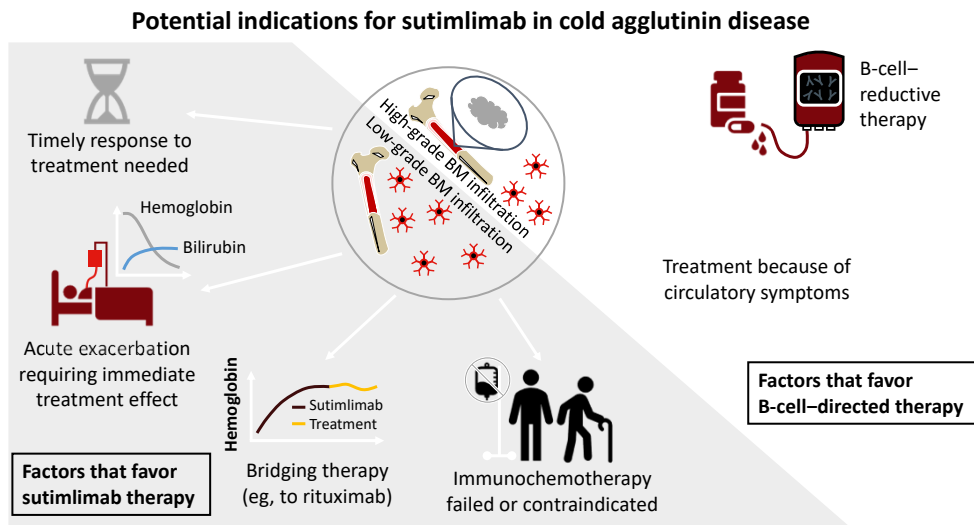 Potential indications for sutimlimab in cold agglutinin disease
Timely response to
treatment needed
Hemoglobin
Bilirubin
Acute exacerbation
requiring immediate
treatment effect
Factors that favor
sutimlimab therapy
High-grade BM infiltration
Low-grade BM infiltration
Hemoglobin
Sutimlimab
Treatment
Bridging therapy
(eg, to rituximab)
Immunochemotherapy
failed or contraindicated
B-cell–
reductive
therapy
Treatment because of
circulatory symptoms
Factors that favor
B-cell–directed therapy